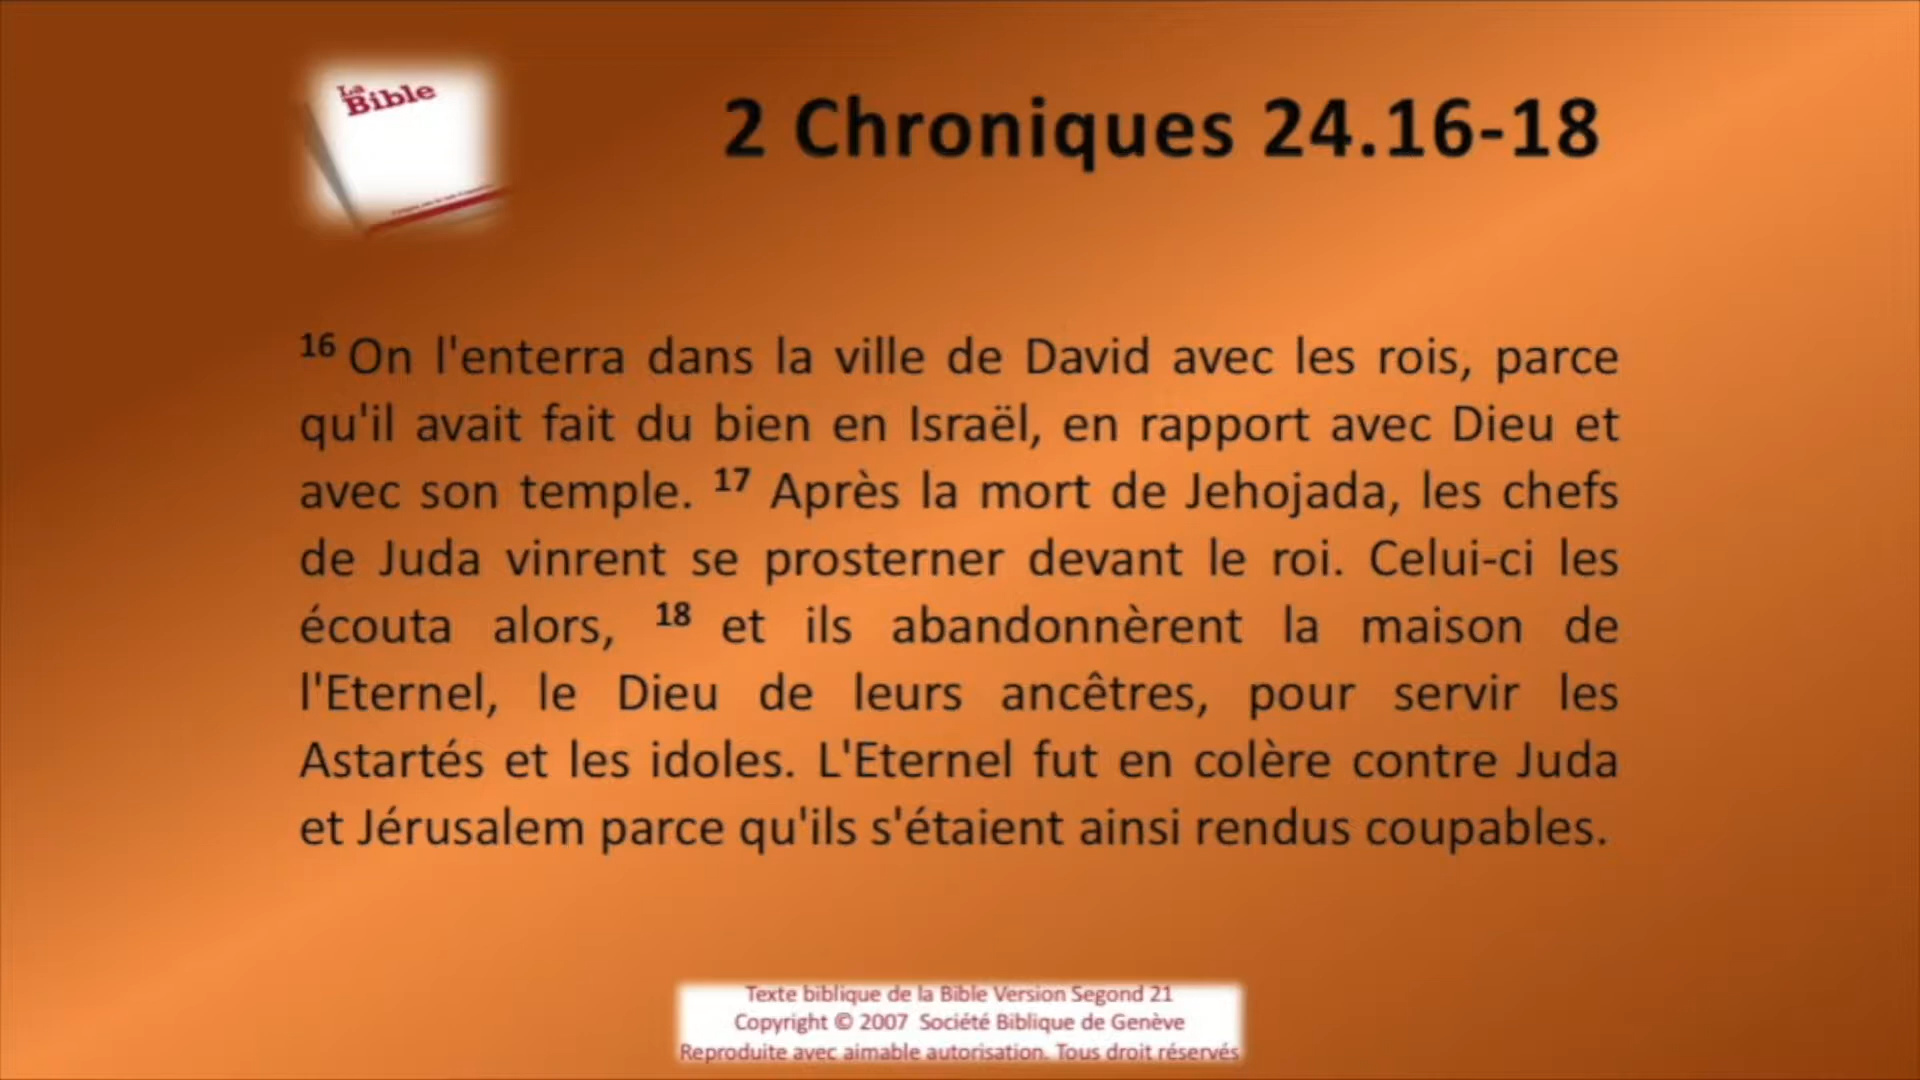 La
Bible
2 Chroniques 24.16-18
16 On l'enterra dans la ville de David avec les rois, parce
qu'il avait fait du bien en Israël, en rapport avec Dieu et
avec son temple. 17 Après la mort de Jehojada, les chefs
de Juda vinrent se prosterner devant le roi. Celui-ci les
écouta alors, 18 et ils abandonnèrent la maison de
l'Eternel, le Dieu de leurs ancêtres, pour servir les
Astartés et les idoles. L'Eternel fut en colère contre Juda
et Jérusalem parce qu'ils s'étaient ainsi rendus coupables.
Texte biblique de la Bible Version Segond 21
Copyright © 2007 Société Biblique de Genève
Reproduite avec aimable autorisation. Tous droit réservés